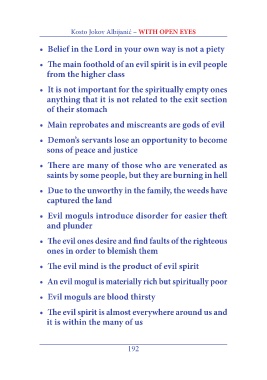 Kosto Jokov Albijanić – WITH OPEN EYES
• Belief in the Lord in your own way is not a piety
• The main foothold of an evil spirit is in evil people
from the higher class
• It is not important for the spiritually empty ones
anything that it is not related to the exit section
of their stomach
• Main reprobates and miscreants are gods of evil
• Demon's servants lose an opportunity to become
sons of peace and justice
• There are many of those who are venerated as
saints by some people, but they are burning in hell
• Due to the unworthy in the family, the weeds have
captured the land
• Evil moguls introduce disorder for easier theft
and plunder
• The evil ones desire and find faults of the righteous
ones in order to blemish them
• The evil mind is the product of evil spirit
• An evil mogul is materially rich but spiritually poor
• Evil moguls are blood thirsty
• The evil spirit is almost everywhere around us and
it is within the many of us
192